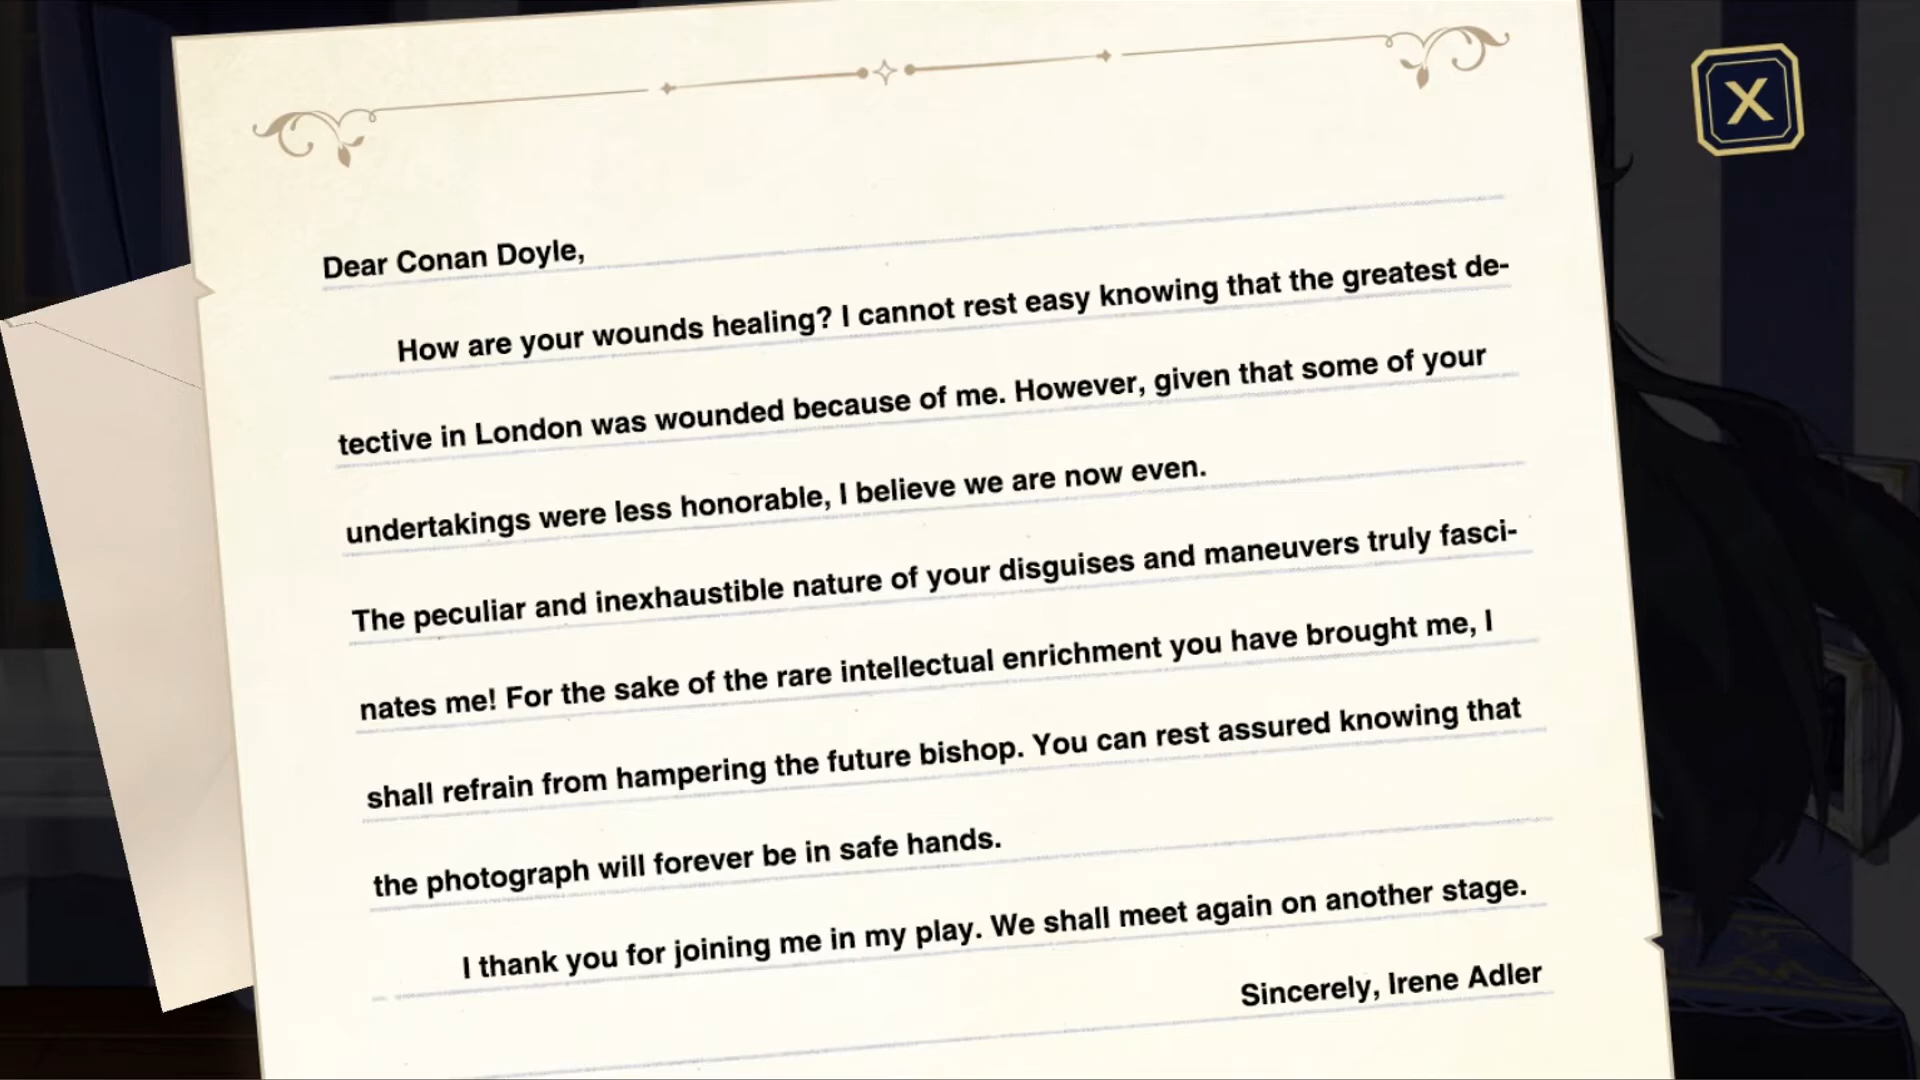 X
Dear Conan Doyle,
How are your wounds healing? I cannot rest easy knowing that the greatest de-
tective in London was wounded because of me. However, given that some of your
undertakings were less honorable, I believe we are now even.
The peculiar and inexhaustible nature of your disguises and maneuvers truly fasci-
nates me! For the sake of the rare intellectual enrichment you have brought me, I
shall refrain from hampering the future bishop. You can rest assured knowing that
the photograph will forever be in safe hands.
I thank you for joining me in my play. We shall meet again on another stage.
Sincerely, Irene Adler